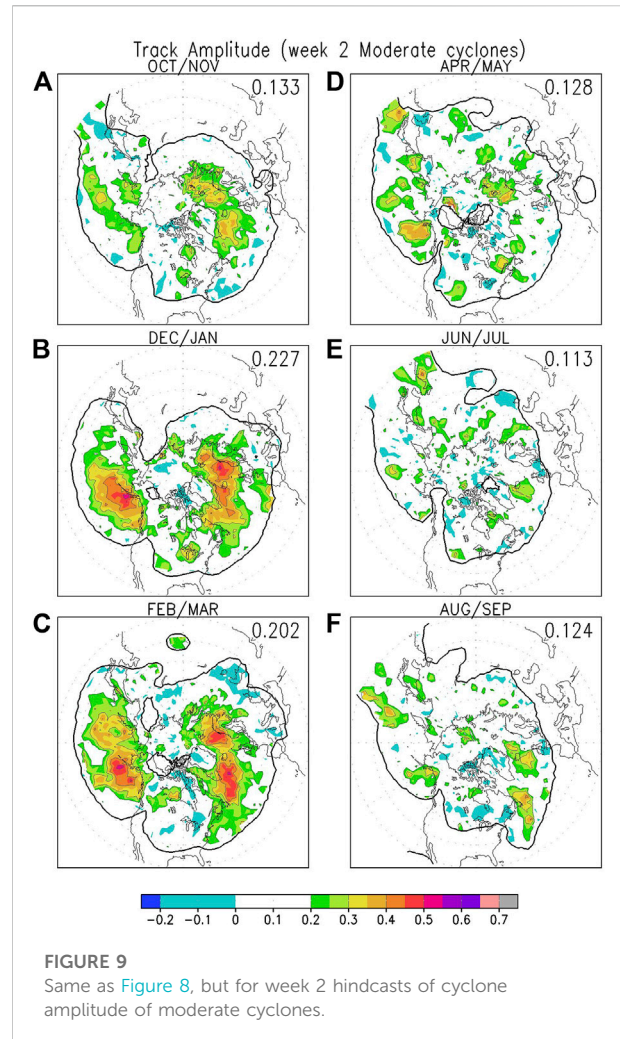 Track Amplitude (week 2 Moderate cyclones)
A OCT/NOV 0.133
D APR/MAY 0.128
B DEC/JAN 0.227
E JUN/JUL 0.113
C FEB/MAR 0.202
F AUG/SEP 0.124
-0.2 -0.1 0 0.1 0.2 0.3 0.4 0.5 0.6 0.7
FIGURE 9
Same as Figure 8, but for week 2 hindcasts of cyclone
amplitude of moderate cyclones.